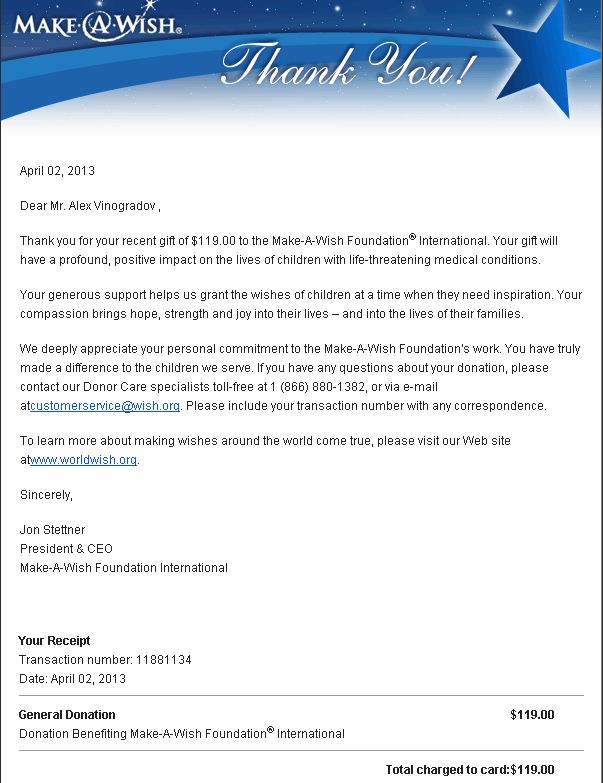 MAKE-A-WISH®
Thank You!
April 02, 2013
Dear Mr. Alex Vinogradov ,
Thank you for your recent gift of $119.00 to the Make-A-Wish Foundation® International. Your gift will
have a profound, positive impact on the lives of children with life-threatening medical conditions.
Your generous support helps us grant the wishes of children at a time when they need inspiration. Your
compassion brings hope, strength and joy into their lives – and into the lives of their families.
We deeply appreciate your personal commitment to the Make-A-Wish Foundation's work. You have truly
made a difference to the children we serve. If you have any questions about your donation, please
contact our Donor Care specialists toll-free at 1 (866) 880-1382, or via e-mail
atcustomerservice@wish.org. Please include your transaction number with any correspondence.
To learn more about making wishes around the world come true, please visit our Web site
atwww.worldwish.org.
Sincerely,
Jon Stettner
President & CEO
Make-A-Wish Foundation International
Your Receipt
Transaction number: 11881134
Date: April 02, 2013
General Donation $119.00
Donation Benefiting Make-A-Wish Foundation® International
Total charged to card:$119.00